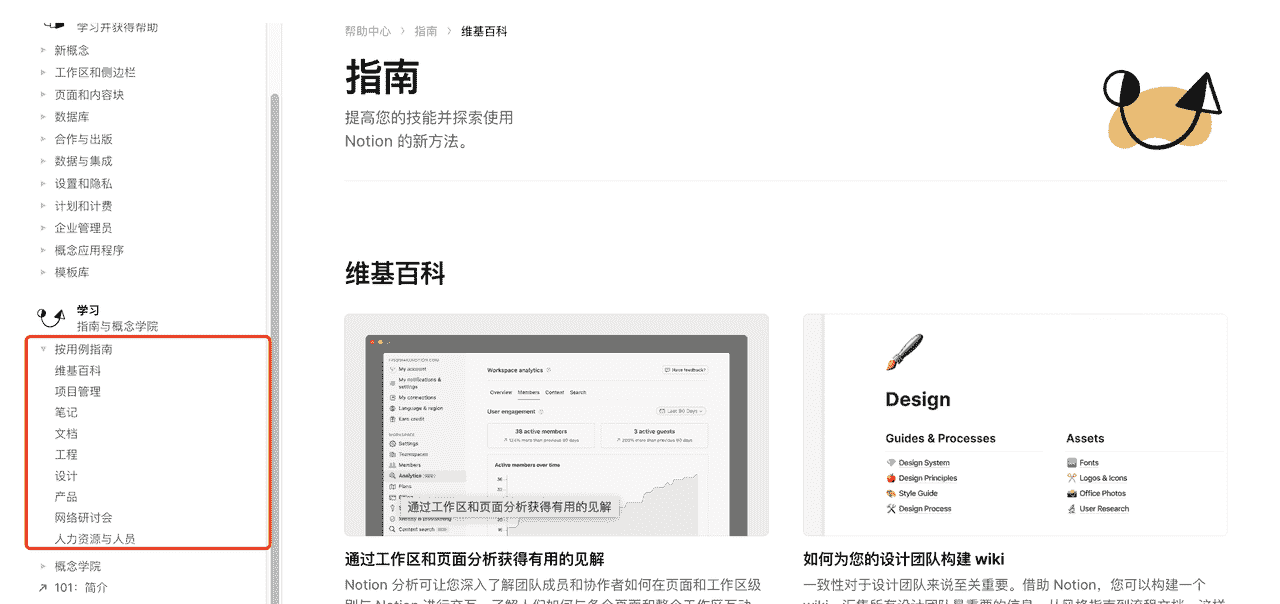 学习并获得帮助
新概念
工作区和侧边栏
页面和内容块
数据库
合作与出版
数据与集成
设置和隐私
计划和计费
企业管理员
概念应用程序
模板库
学习
指南与概念学院
按用例指南
维基百科
项目管理
笔记
文档
工程
设计
产品
网络研讨会
人力资源与人员
概念学院
101：简介
帮助中心 > 指南 > 维基百科
指南
提高您的技能并探索使用
Notion 的新方法。
维基百科
My account
My notifications &
settings
My connections
Language & region
Earn credit
Settings
Teamspaces
Members
Analytics
Plans
Content search
Workspace analytics
Have feedback?
Overview Members Content Search
User engagement
Last 90 Days
38 active members
3 active guests
Active members over time
通过工作区和页面分析获得有用的见解
Design
Guides & Processes
Design System
Design Principles
Style Guide
Design Process
Assets
Fonts
Logos & Icons
Office Photos
User Research
通过工作区和页面分析获得有用的见解
Notion 分析可让您深入了解团队成员和协作者如何在页面和工作区级
如何为您的设计团队构建 wiki
一致性对于设计团队来说至关重要。借助 Notion，您可以构建一个